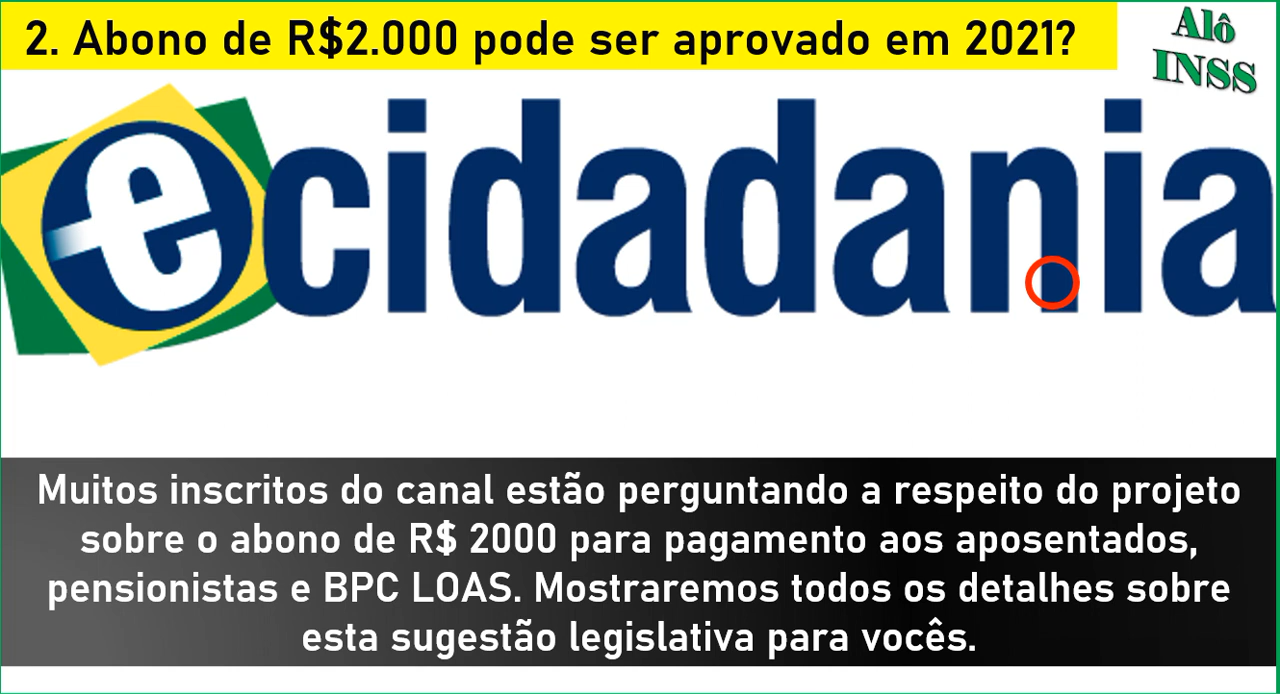 2. Abono de R$2.000 pode ser aprovado em 2021?
Alô
INSS
ecidadania
Muitos inscritos do canal estão perguntando a respeito do projeto
sobre o abono de R$ 2000 para pagamento aos aposentados,
pensionistas e BPC LOAS. Mostraremos todos os detalhes sobre
esta sugestão legislativa para vocês.